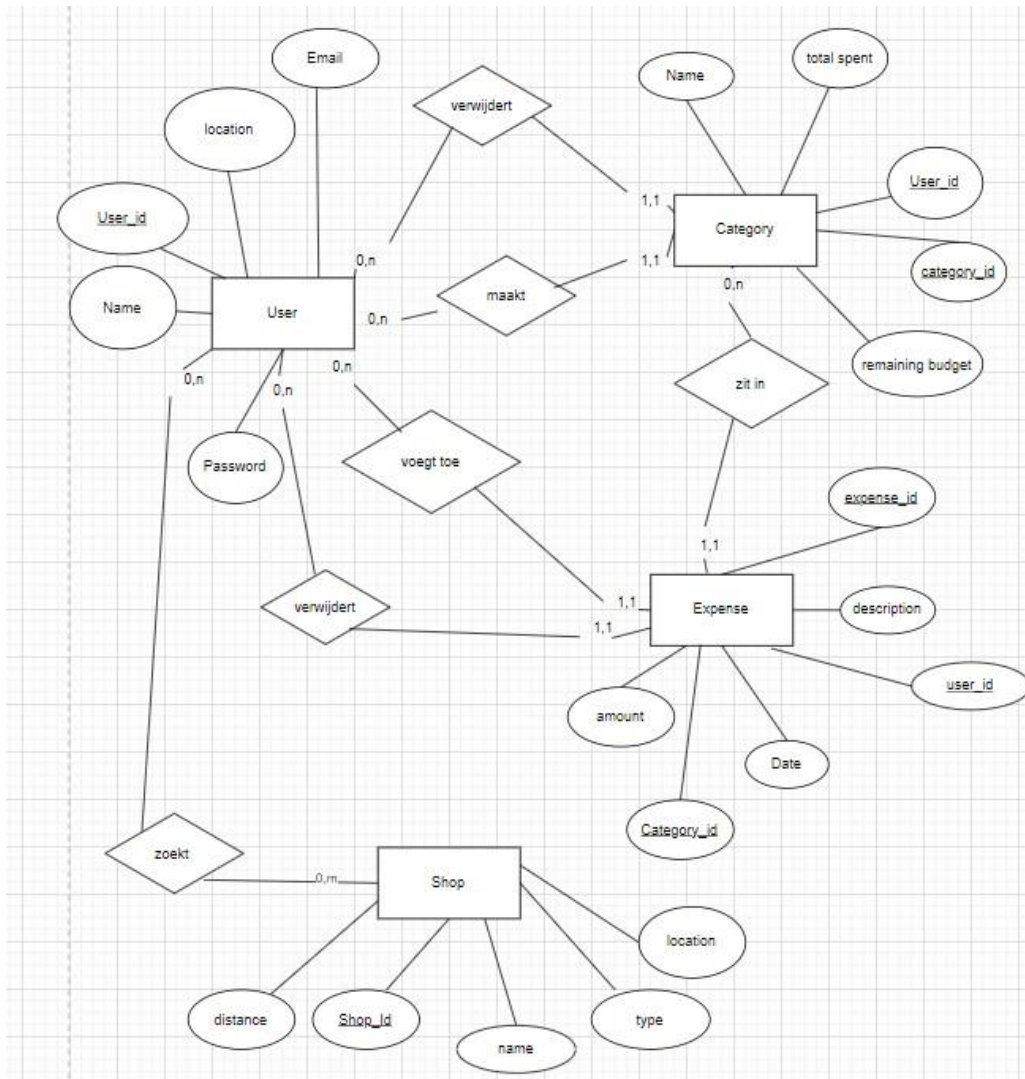 Email
total spent
Name
verwijdert
location
User_id
User_id
1,1
Category
0,n
1,1
category_id
0,n
maakt
Name
User
0,n
0,n
0,n
0,n
remaining budget
zit in
Password
voegt toe
expense_id
1,1
verwijdert
1,1
Expense
description
1,1
user_id
amount
Date
Category_id
zoekt
0,m
Shop
location
distance
Shop_Id
type
name